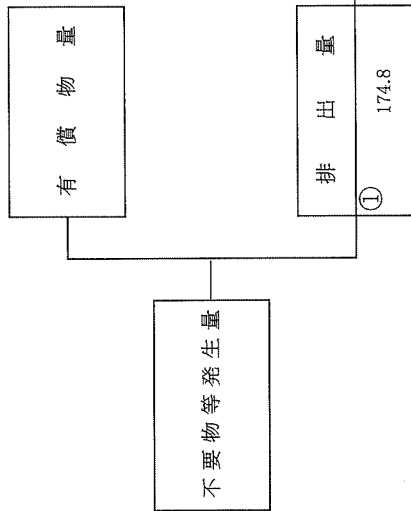 有償物量
排出量
①
174.8
不要物等発生量